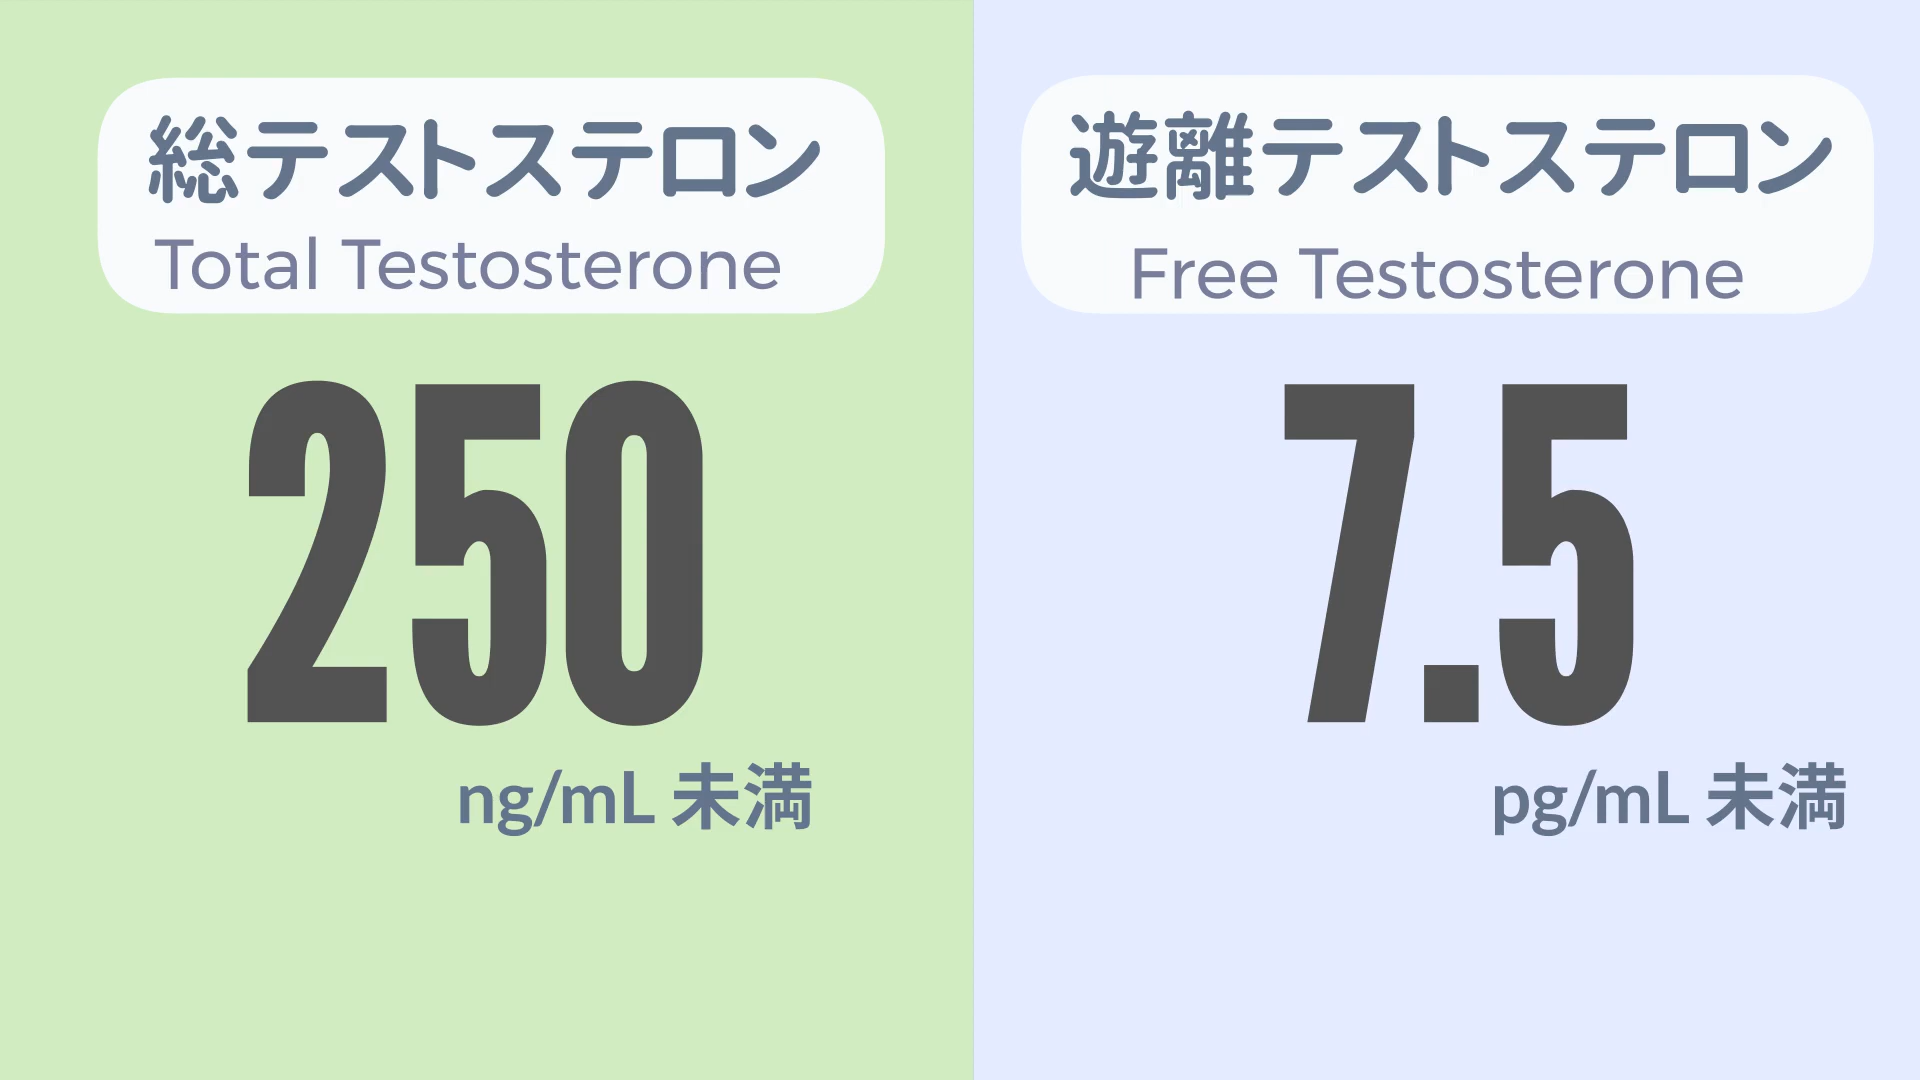 総テストステロン
Total Testosterone
250
ng/mL 未満
遊離テストステロン
Free Testosterone
7.5
pg/mL 未満